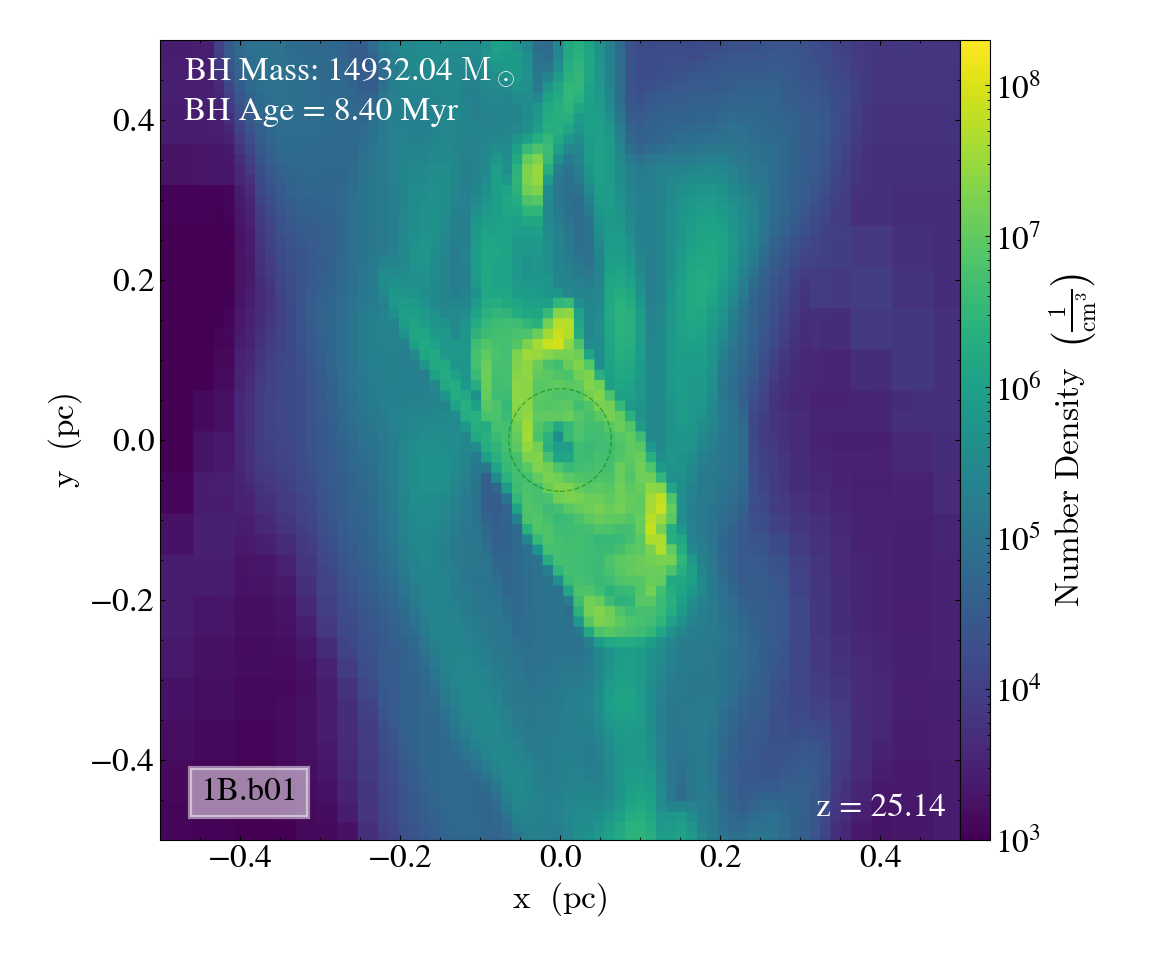 BH Mass: 14932.04 M☉
BH Age = 8.40 Myr
0.4
0.2
0.0
−0.2
−0.4
y (pc)
1B.b01
z = 25.14
−0.4 −0.2 0.0 0.2 0.4
x (pc)
10⁸
10⁷
10⁶
10⁵
10⁴
10³
Number Density (1/cm³)